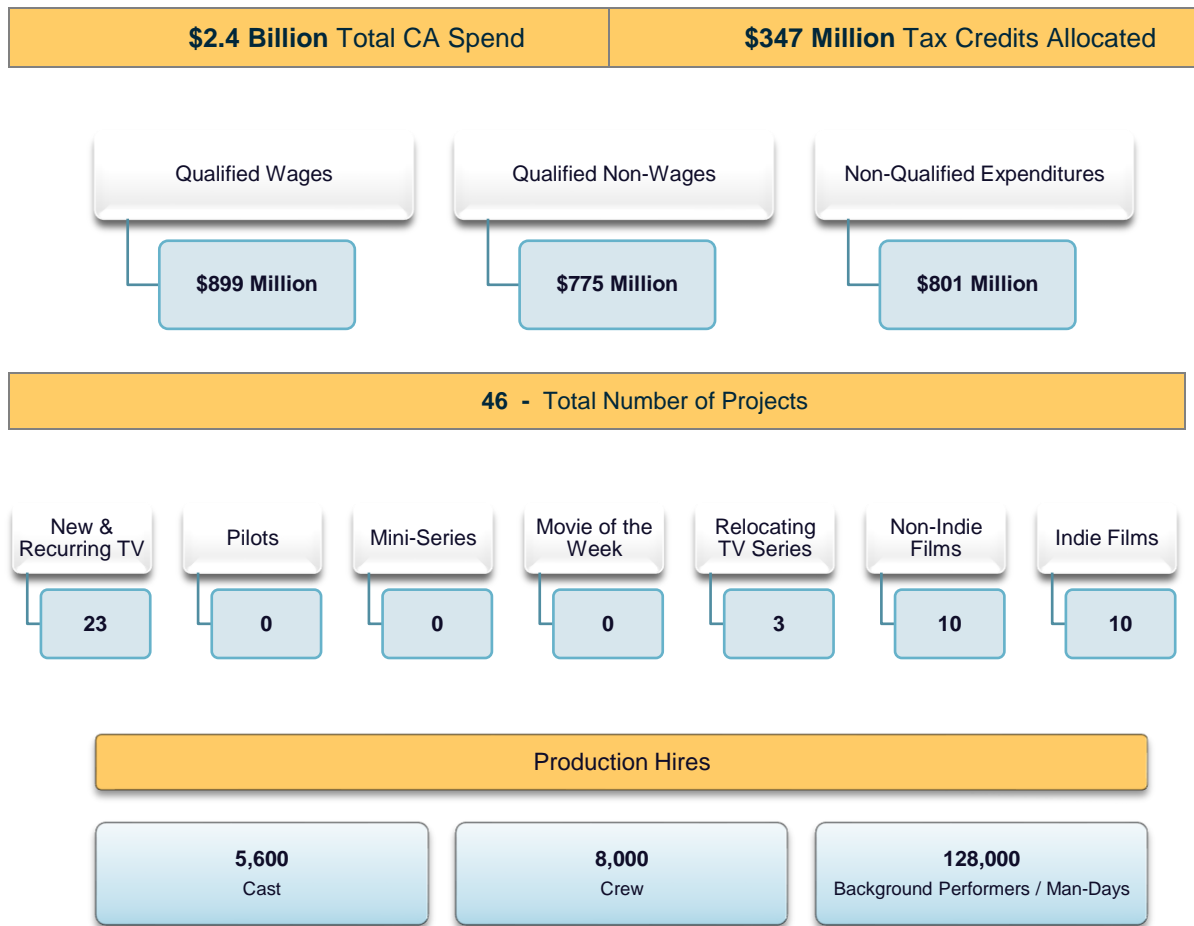 $2.4 Billion Total CA Spend
$347 Million Tax Credits Allocated
Qualified Wages
Qualified Non-Wages
Non-Qualified Expenditures
$899 Million
$775 Million
$801 Million
46 - Total Number of Projects
New &
Recurring TV
Pilots
Mini-Series
Movie of the
Week
Relocating
TV Series
Non-Indie
Films
Indie Films
23
0
0
0
3
10
10
Production Hires
5,600
Cast
8,000
Crew
128,000
Background Performers / Man-Days